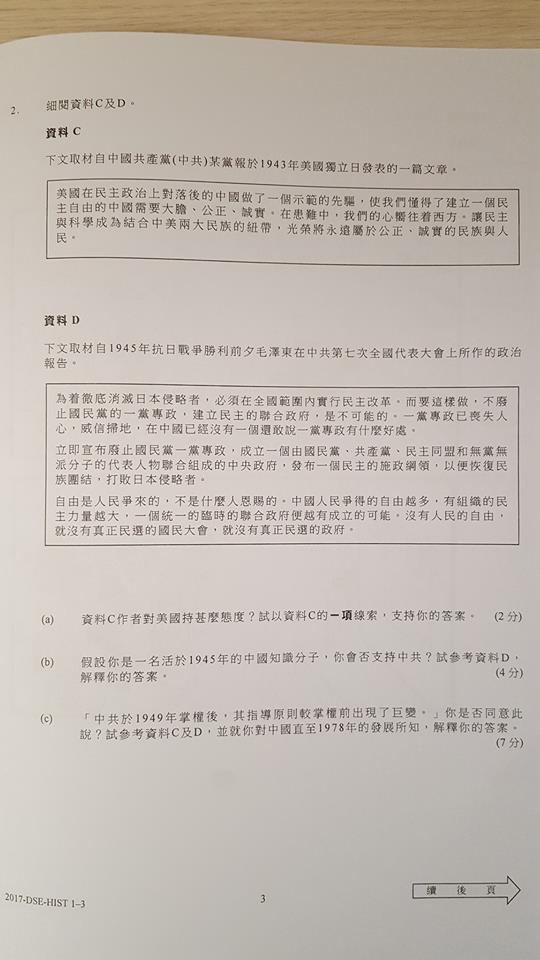 2. 細閱資料C及D。
資料 C
下文取材自中國共產黨(中共)某黨報於1943年美國獨立日發表的一篇文章。
美國在民主政治上對落後的中國做了一個示範的先驅，使我們懂得了建立一個民
主自由的中國需要大膽、公正、誠實。在患難中，我們的心嚮往着西方。讓民主
與科學成為結合中美兩大民族的紐帶，光榮將永遠屬於公正、誠實的民族與人
民。
資料 D
下文取材自1945年抗日戰爭勝利前夕毛澤東在中共第七次全國代表大會上所作的政治
報告。
為着徹底消滅日本侵略者，必須在全國範圍內實行民主改革。而要這樣做，不廢
止國民黨的一黨專政，建立民主的聯合政府，是不可能的。一黨專政已喪失人
心，威信掃地，在中國已經沒有一個還敢說一黨專政有什麼好處。
立即宣布廢止國民黨一黨專政，成立一個由國民黨、共產黨、民主同盟和無黨無
派分子的代表人物聯合組成的中央政府，發布一個民主的施政綱領，以便恢復民
族團結，打敗日本侵略者。
自由是人民爭來的，不是什麼人恩賜的。中國人民爭得的自由越多，有組織的民
主力量越大，一個統一的臨時的聯合政府便越有成立的可能。沒有人民的自由，
就沒有真正民選的國民大會，就沒有真正民選的政府。
(a) 資料C作者對美國持甚麼態度？試以資料C的一項線索，支持你的答案。 (2 分)
(b) 假設你是一名活於1945年的中國知識分子，你會否支持中共？試參考資料D，
解釋你的答案。 (4 分)
(c) 「中共於1949年掌權後，其指導原則較掌權前出現了巨變。」你是否同意此
說？試參考資料C及D，並就你對中國直至1978年的發展所知，解釋你的答案。
(7 分)
2017-DSE-HIST 1–3
3
續 後 頁